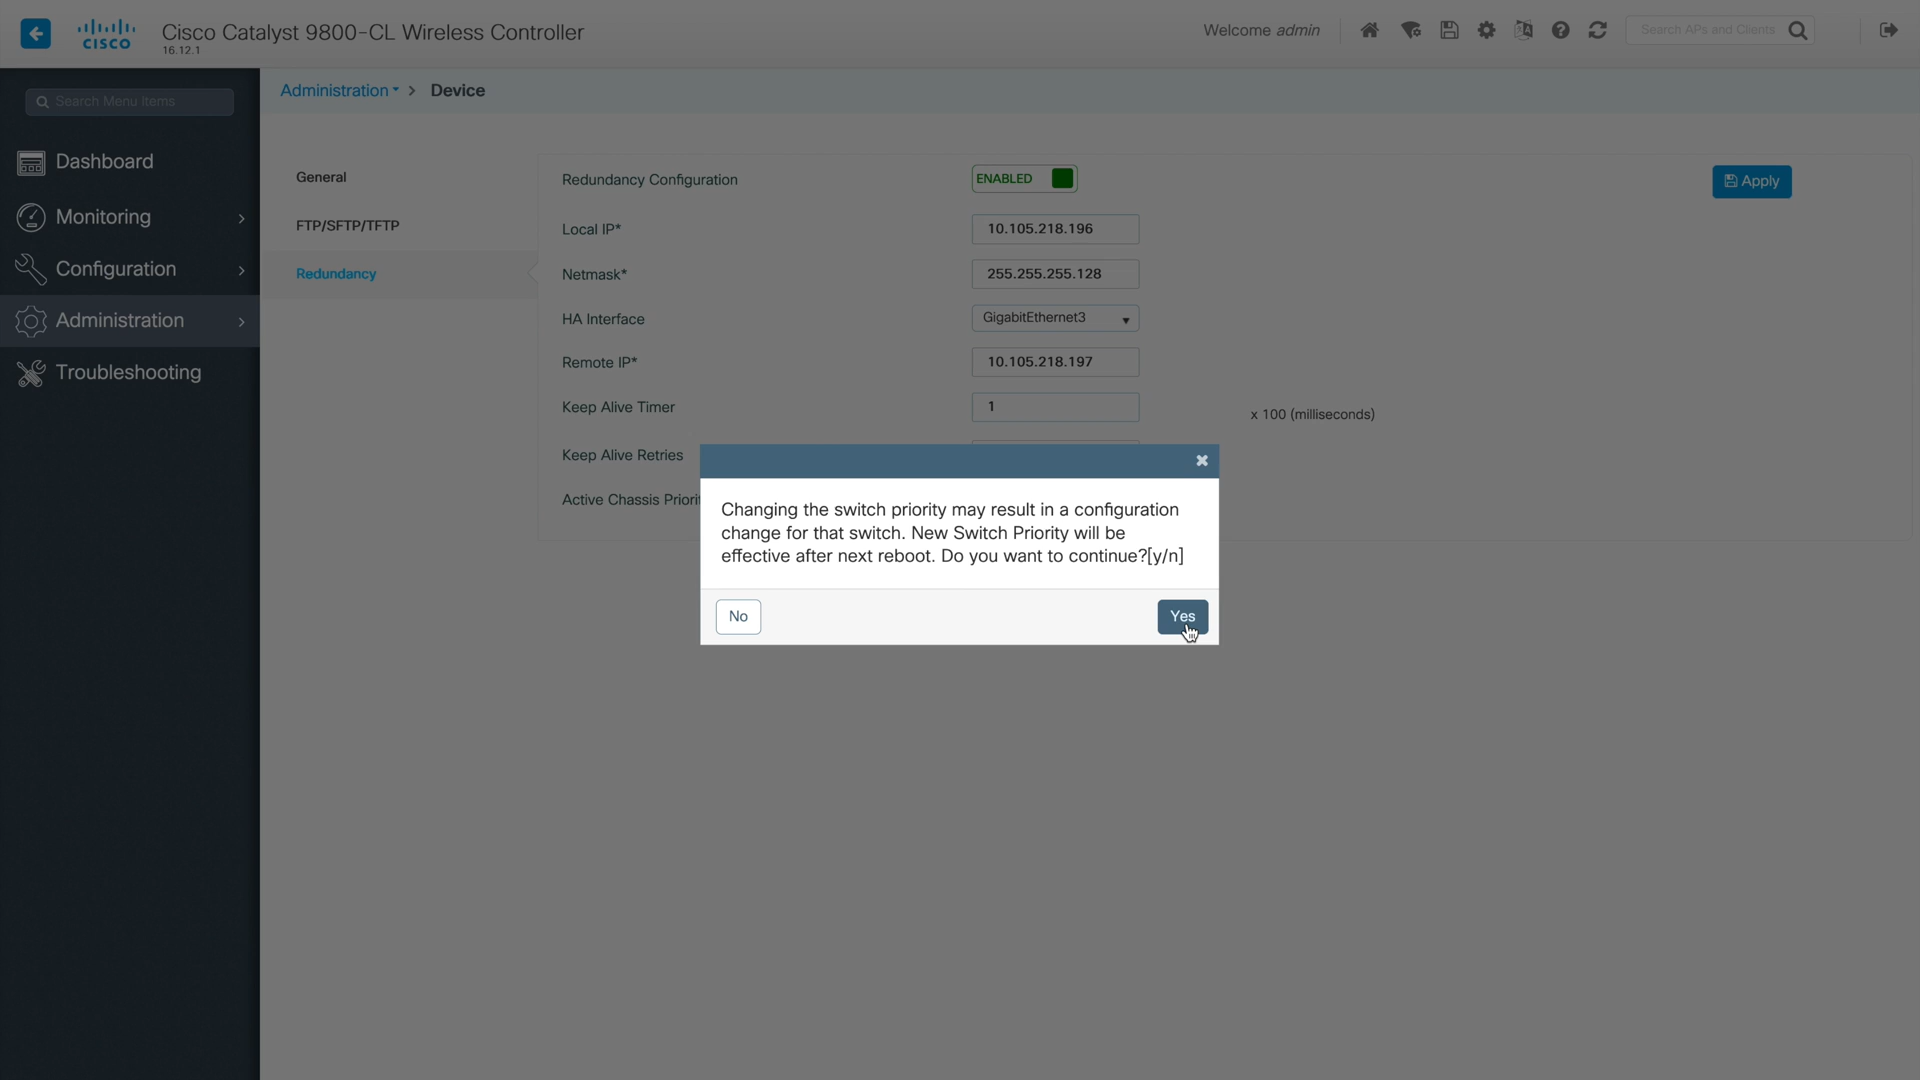 CISCO
Cisco Catalyst 9800-CL Wireless Controller
16.12.1
Welcome admin
Search APs and Clients
Search Menu Items
Dashboard
Monitoring
Configuration
Administration
Troubleshooting
Administration > Device
General
FTP/SFTP/TFTP
Redundancy
Redundancy Configuration
ENABLED
Apply
Local IP*
10.105.218.196
Netmask*
255.255.255.128
HA Interface
GigabitEthernet3
Remote IP*
10.105.218.197
Keep Alive Timer
1
x 100 (milliseconds)
Keep Alive Retries
Active Chassis Priorit
Changing the switch priority may result in a configuration
change for that switch. New Switch Priority will be
effective after next reboot. Do you want to continue?[y/n]
No
Yes